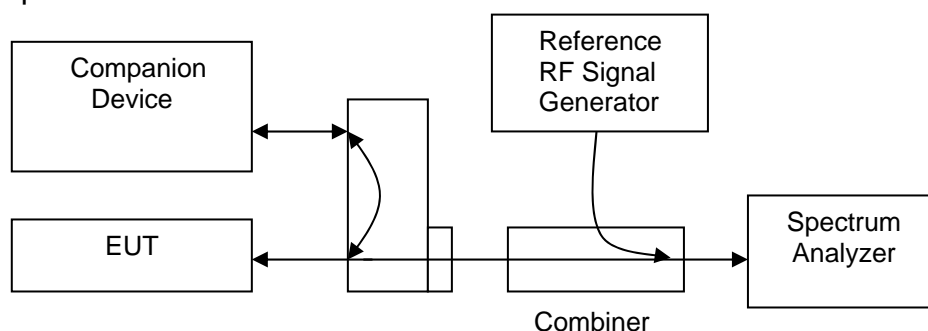 Companion
Device
Reference
RF Signal
Generator
EUT
Spectrum
Analyzer
Combiner